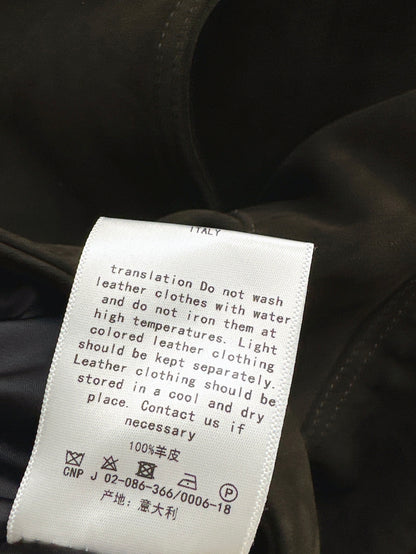 ITALY
translation Do not wash
leather clothes with water
and do not iron them at
high temperatures. Light
colored leather clothing
should be kept separately.
Leather clothing should be
stored in a cool and dry
place. Contact us if
necessary
100%羊皮
P
CNP J 02-086-366/0006-18
产地:意大利